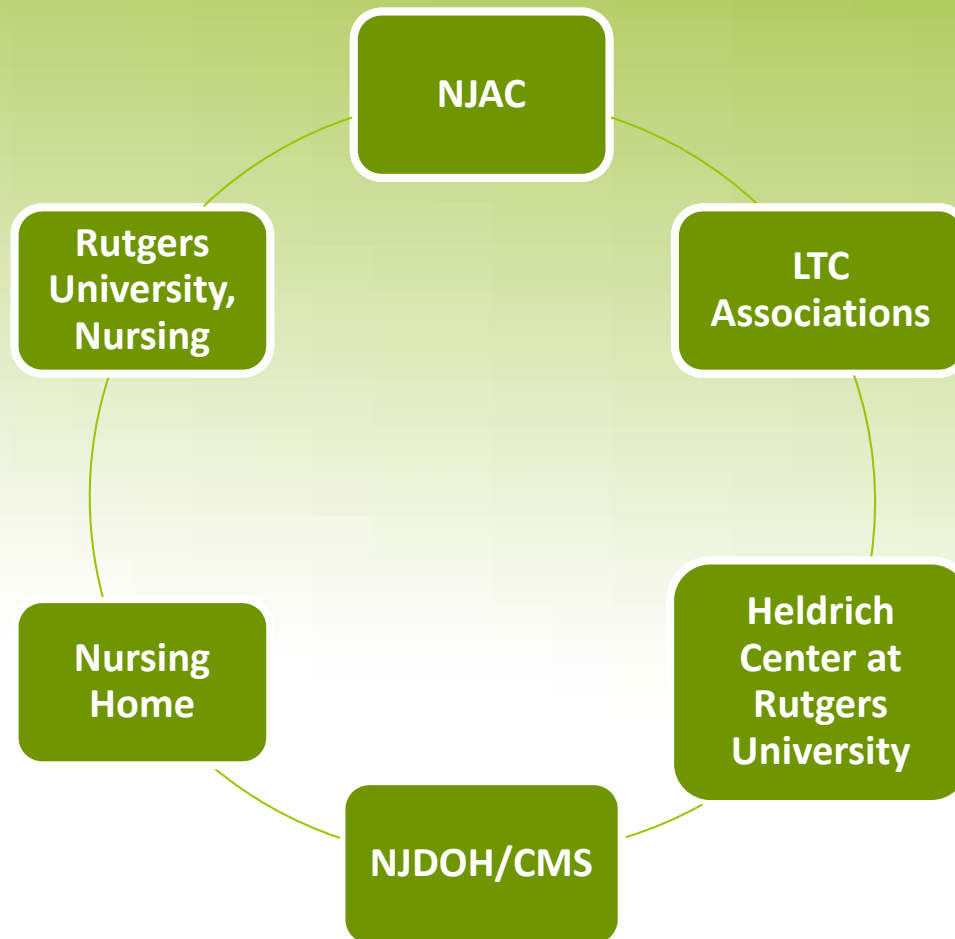 NJAC
Rutgers
University,
Nursing
LTC
Associations
Nursing
Home
Heldrich
Center at
Rutgers
University
NJDOH/CMS